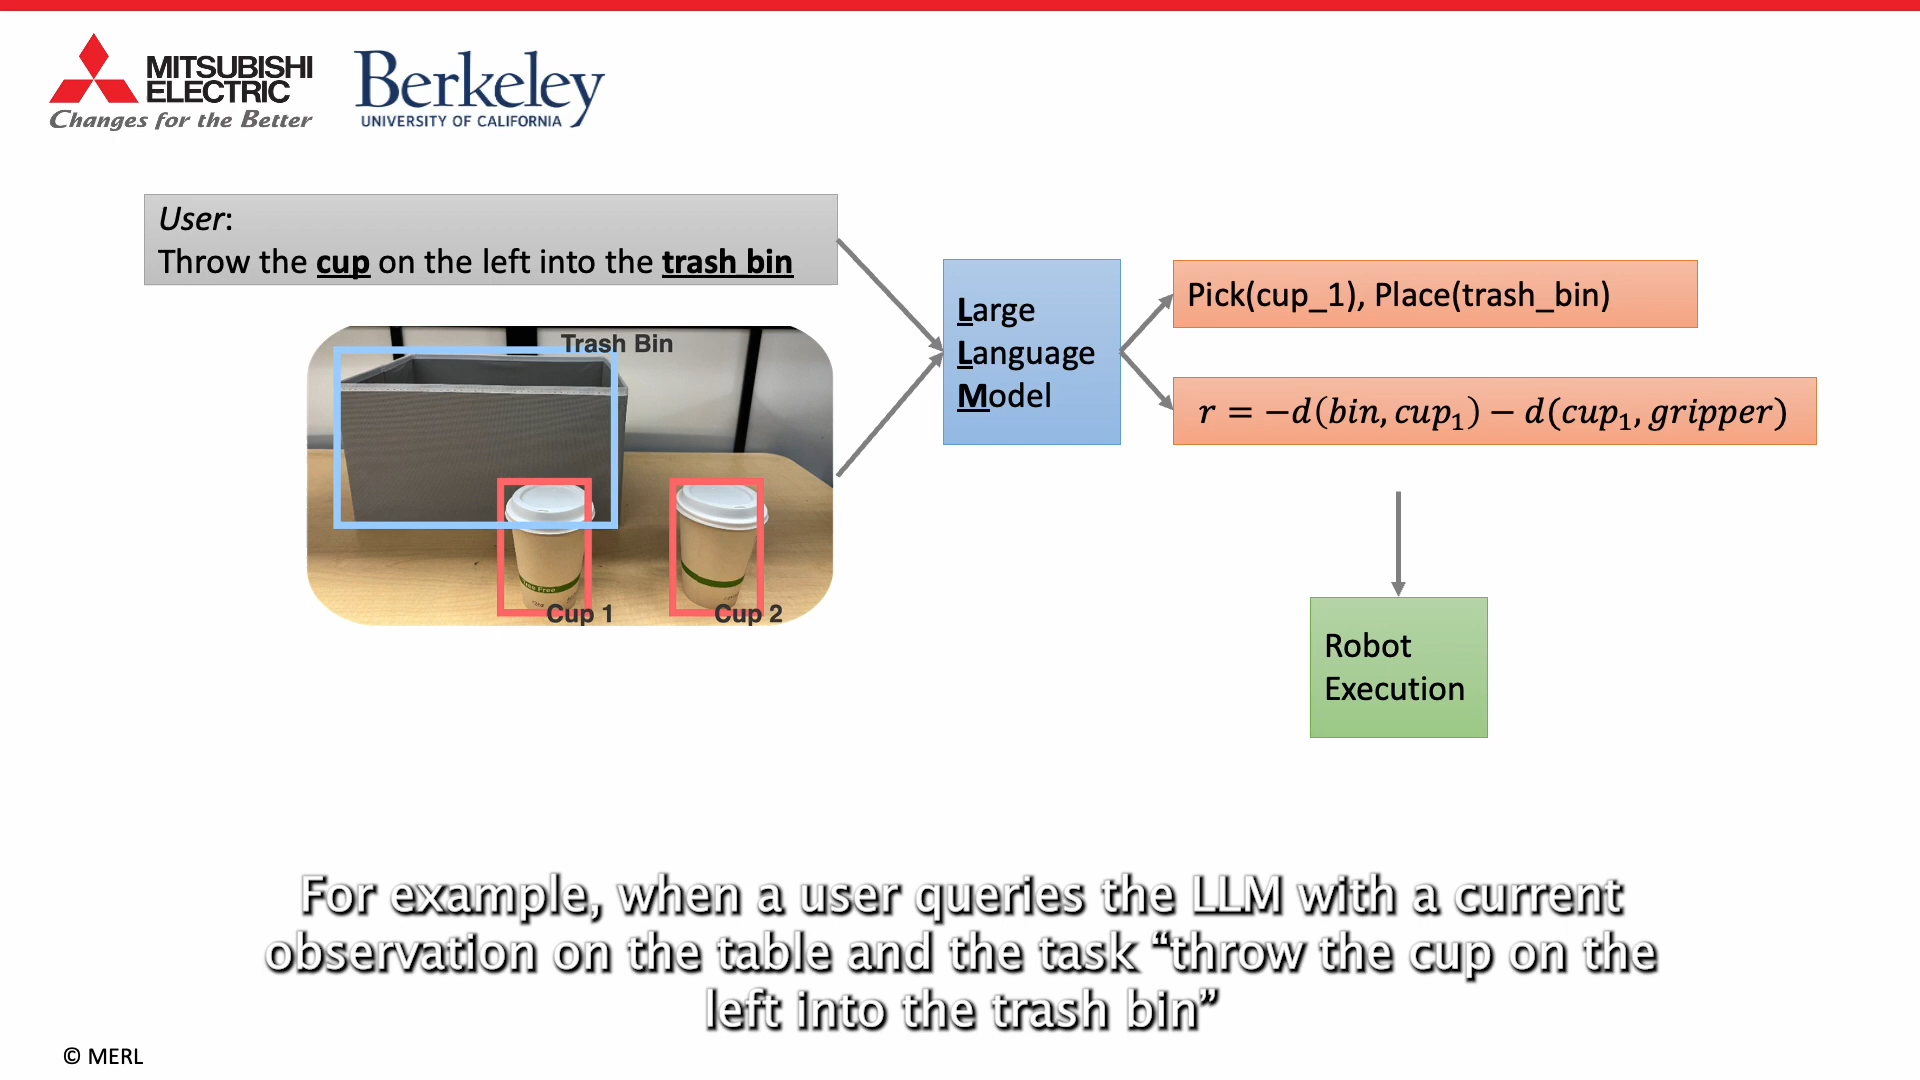 MITSUBISHI
ELECTRIC
Changes for the Better
Berkeley
UNIVERSITY OF CALIFORNIA
User:
Throw the cup on the left into the trash bin
Trash Bin
Cup 1
Cup 2
Large
Language
Model
Pick(cup_1), Place(trash_bin)
r = −d(bin, cup₁) − d(cup₁, gripper)
Robot
Execution
For example, when a user queries the LLM with a current
observation on the table and the task “throw the cup on the
left into the trash bin”
© MERL